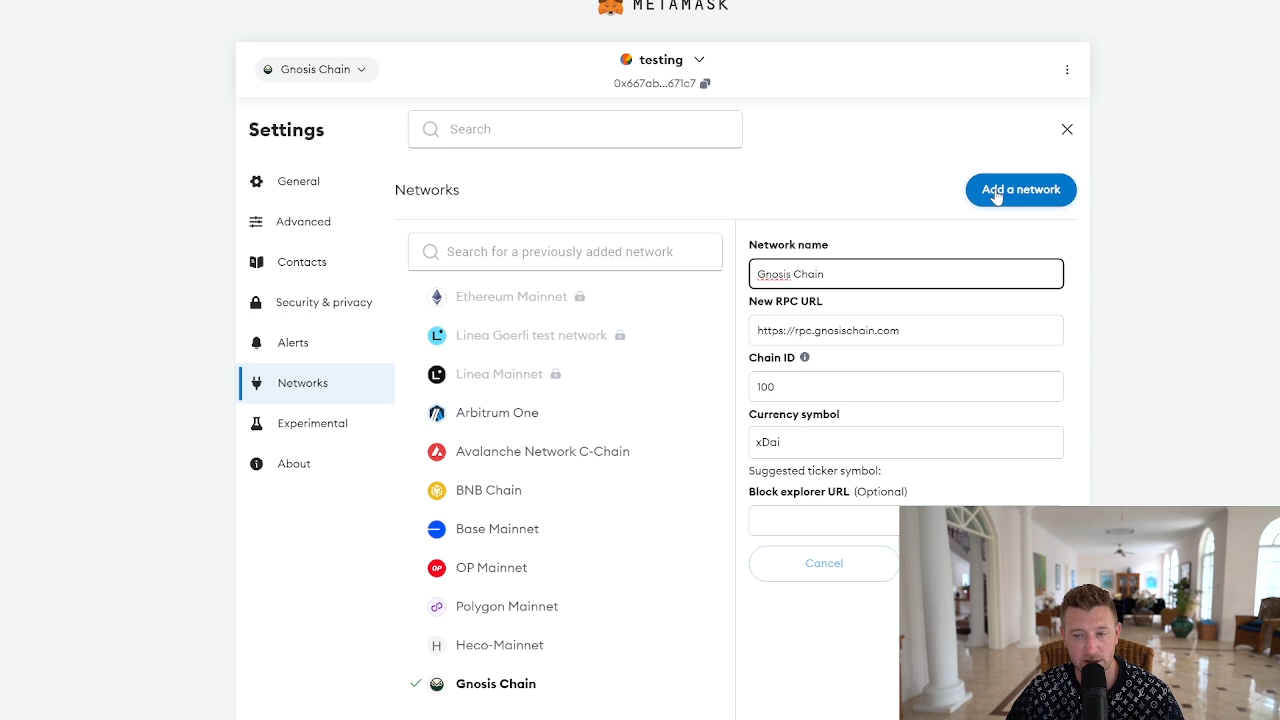 METAMASK
Gnosis Chain
testing
0x667ab...671c7
Settings
Search
General
Advanced
Contacts
Security & privacy
Alerts
Networks
Experimental
About
Networks
Add a network
Search for a previously added network
Ethereum Mainnet
Linea Goerli test network
Linea Mainnet
Arbitrum One
Avalanche Network C-Chain
BNB Chain
Base Mainnet
OP Mainnet
Polygon Mainnet
H Heco-Mainnet
Gnosis Chain
Network name
Gnosis Chain
New RPC URL
https://rpc.gnosischain.com
Chain ID
100
Currency symbol
xDai
Suggested ticker symbol:
Block explorer URL (Optional)
Cancel